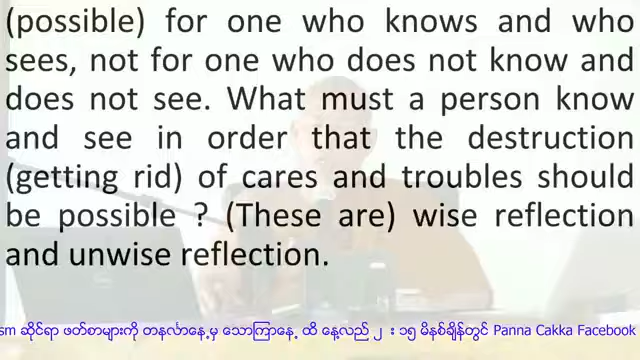 (possible) for one who knows and who
sees, not for one who does not know and
does not see. What must a person know
and see in order that the destruction
(getting rid) of cares and troubles should
be possible ? (These are) wise reflection
and unwise reflection.
sm ဆိုင်ရာ ဖတ်စာများကို တနင်္လာနေ့မှ သောကြာနေ့ ထိ နေ့လည် ၂ : ၁၅ မိနစ်ချိန်တွင် Panna Cakka Facebook